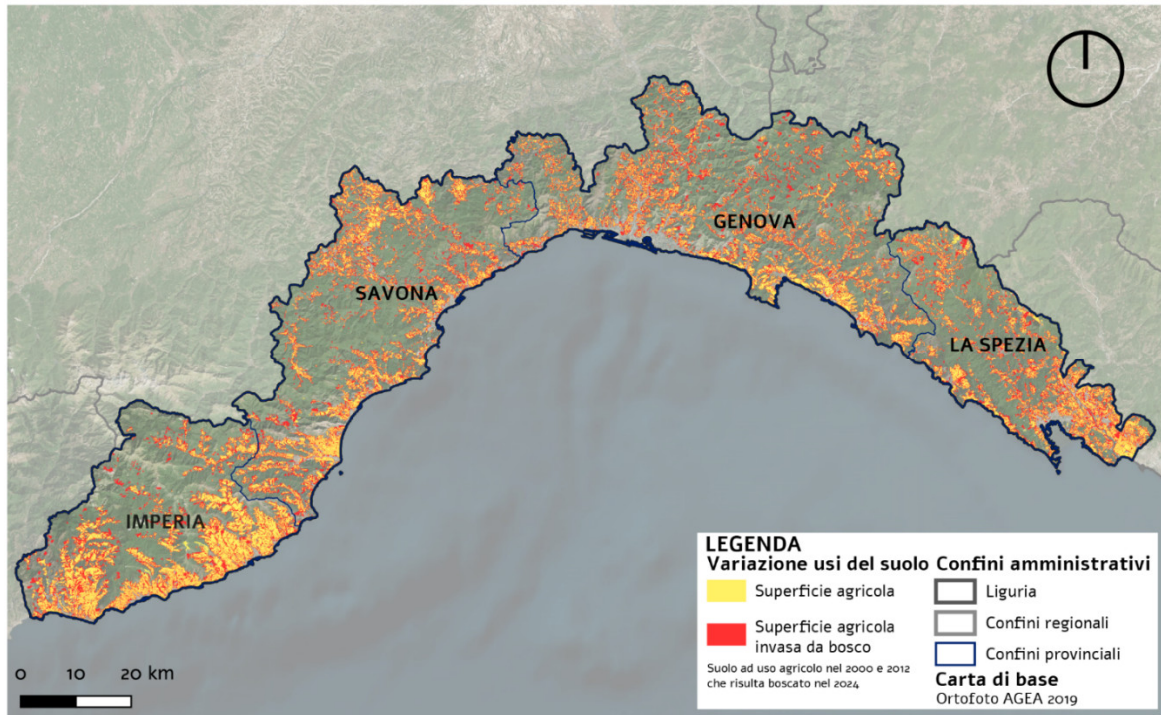 GENOVA
SAVONA
LA SPEZIA
IMPERIA
LEGENDA
Variazione usi del suolo
Superficie agricola
Superficie agricola
invasa da bosco
Suolo ad uso agricolo nel 2000 e 2012
che risulta boscato nel 2024
Confini amministrativi
Liguria
Confini regionali
Confini provinciali
Carta di base
Ortofoto AGEA 2019
0 10 20 km